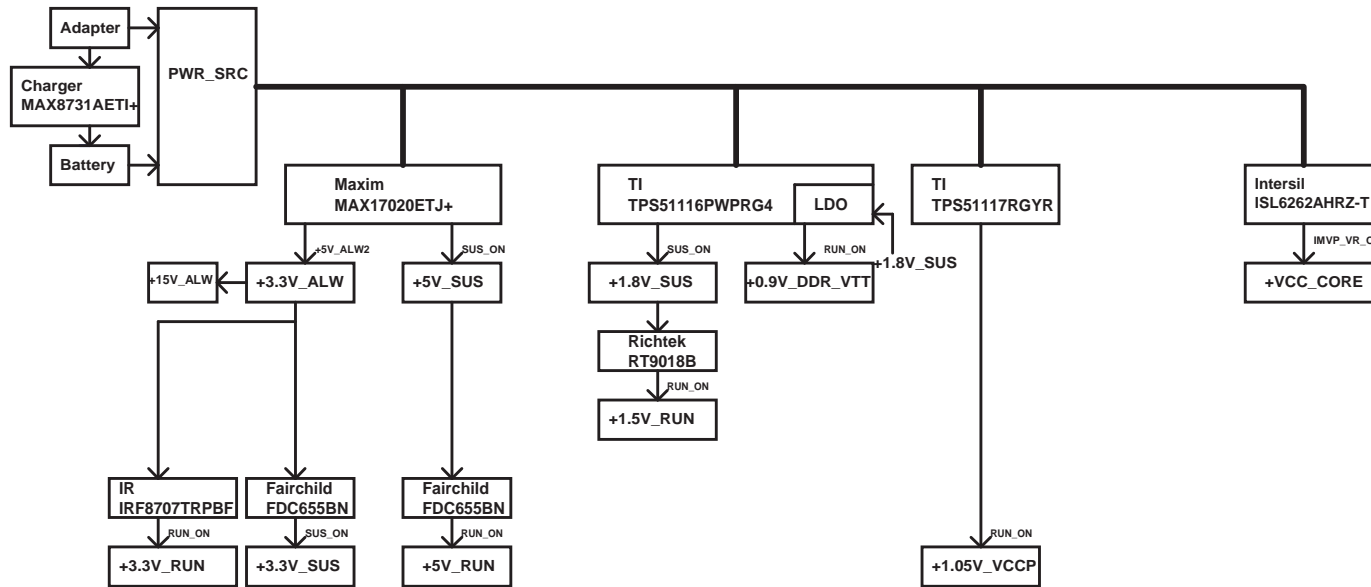 Adapter
PWR_SRC
Charger
MAX8731AETI+
Battery
Maxim
MAX17020ETJ+
TI
TPS51116PWPRG4
LDO
TI
TPS51117RGYR
Intersil
ISL6262AHRZ-T
+5V_ALW2
SUS_ON
SUS_ON
RUN_ON
+1.8V_SUS
IMVP_VR_O
+15V_ALW
+3.3V_ALW
+5V_SUS
+1.8V_SUS
+0.9V_DDR_VTT
+VCC_CORE
Richtek
RT9018B
RUN_ON
+1.5V_RUN
IR
IRF8707TRPBF
Fairchild
FDC655BN
Fairchild
FDC655BN
RUN_ON
SUS_ON
RUN_ON
RUN_ON
+3.3V_RUN
+3.3V_SUS
+5V_RUN
+1.05V_VCCP